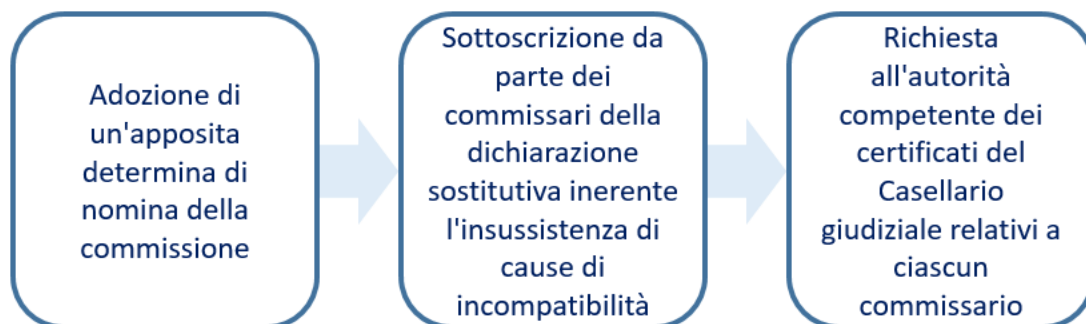 Adozione di
un'apposita
determina di
nomina della
commissione
Sottoscrizione da
parte dei
commissari della
dichiarazione
sostitutiva inerente
l'insussistenza di
cause di
incompatibilità
Richiesta
all'autorità
competente dei
certificati del
Casellario
giudiziale relativi a
ciascun
commissario